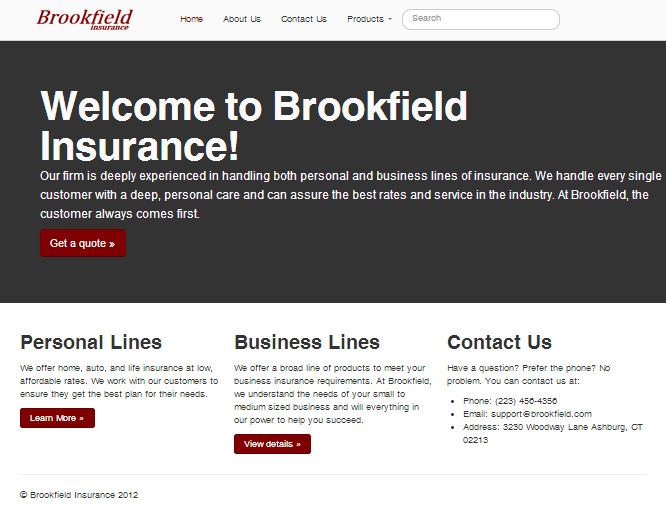 Brookfield
insurance
Home About Us Contact Us Products Search
Welcome to Brookfield
Insurance!
Our firm is deeply experienced in handling both personal and business lines of insurance. We handle every single
customer with a deep, personal care and can assure the best rates and service in the industry. At Brookfield, the
customer always comes first.
Get a quote »
Personal Lines
We offer home, auto, and life insurance at low,
affordable rates. We work with our customers to
ensure they get the best plan for their needs.
Learn More »
Business Lines
We offer a broad line of products to meet your
business insurance requirements. At Brookfield,
we understand the needs of your small to
medium sized business and will everything in
our power to help you succeed.
View details »
Contact Us
Have a question? Prefer the phone? No
problem. You can contact us at:
• Phone: (223) 456-4356
• Email: support@brookfield.com
• Address: 3230 Woodway Lane Ashburg, CT
02213
© Brookfield Insurance 2012